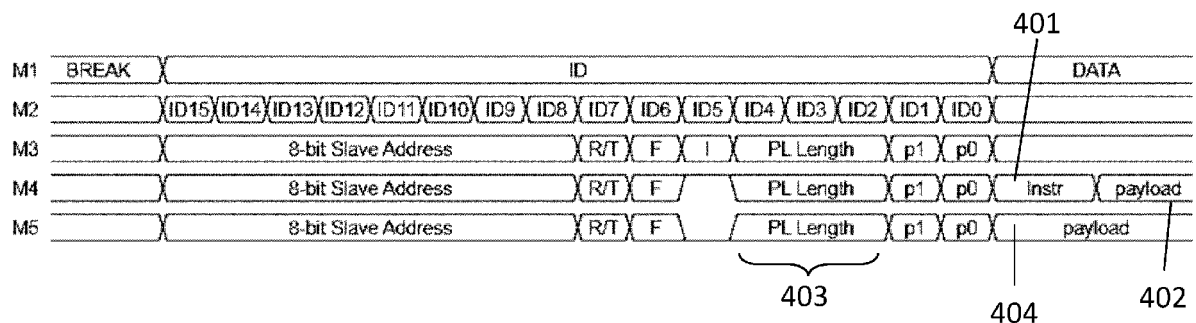 401
M1 BREAK ID DATA
M2 ID15 ID14 ID13 ID12 ID11 ID10 ID9 ID8 ID7 ID6 ID5 ID4 ID3 ID2 ID1 ID0
M3 8-bit Slave Address R/T F I PL Length p1 p0
M4 8-bit Slave Address R/T F PL Length p1 p0 Instr payload
M5 8-bit Slave Address R/T F PL Length p1 p0 payload
403 404 402